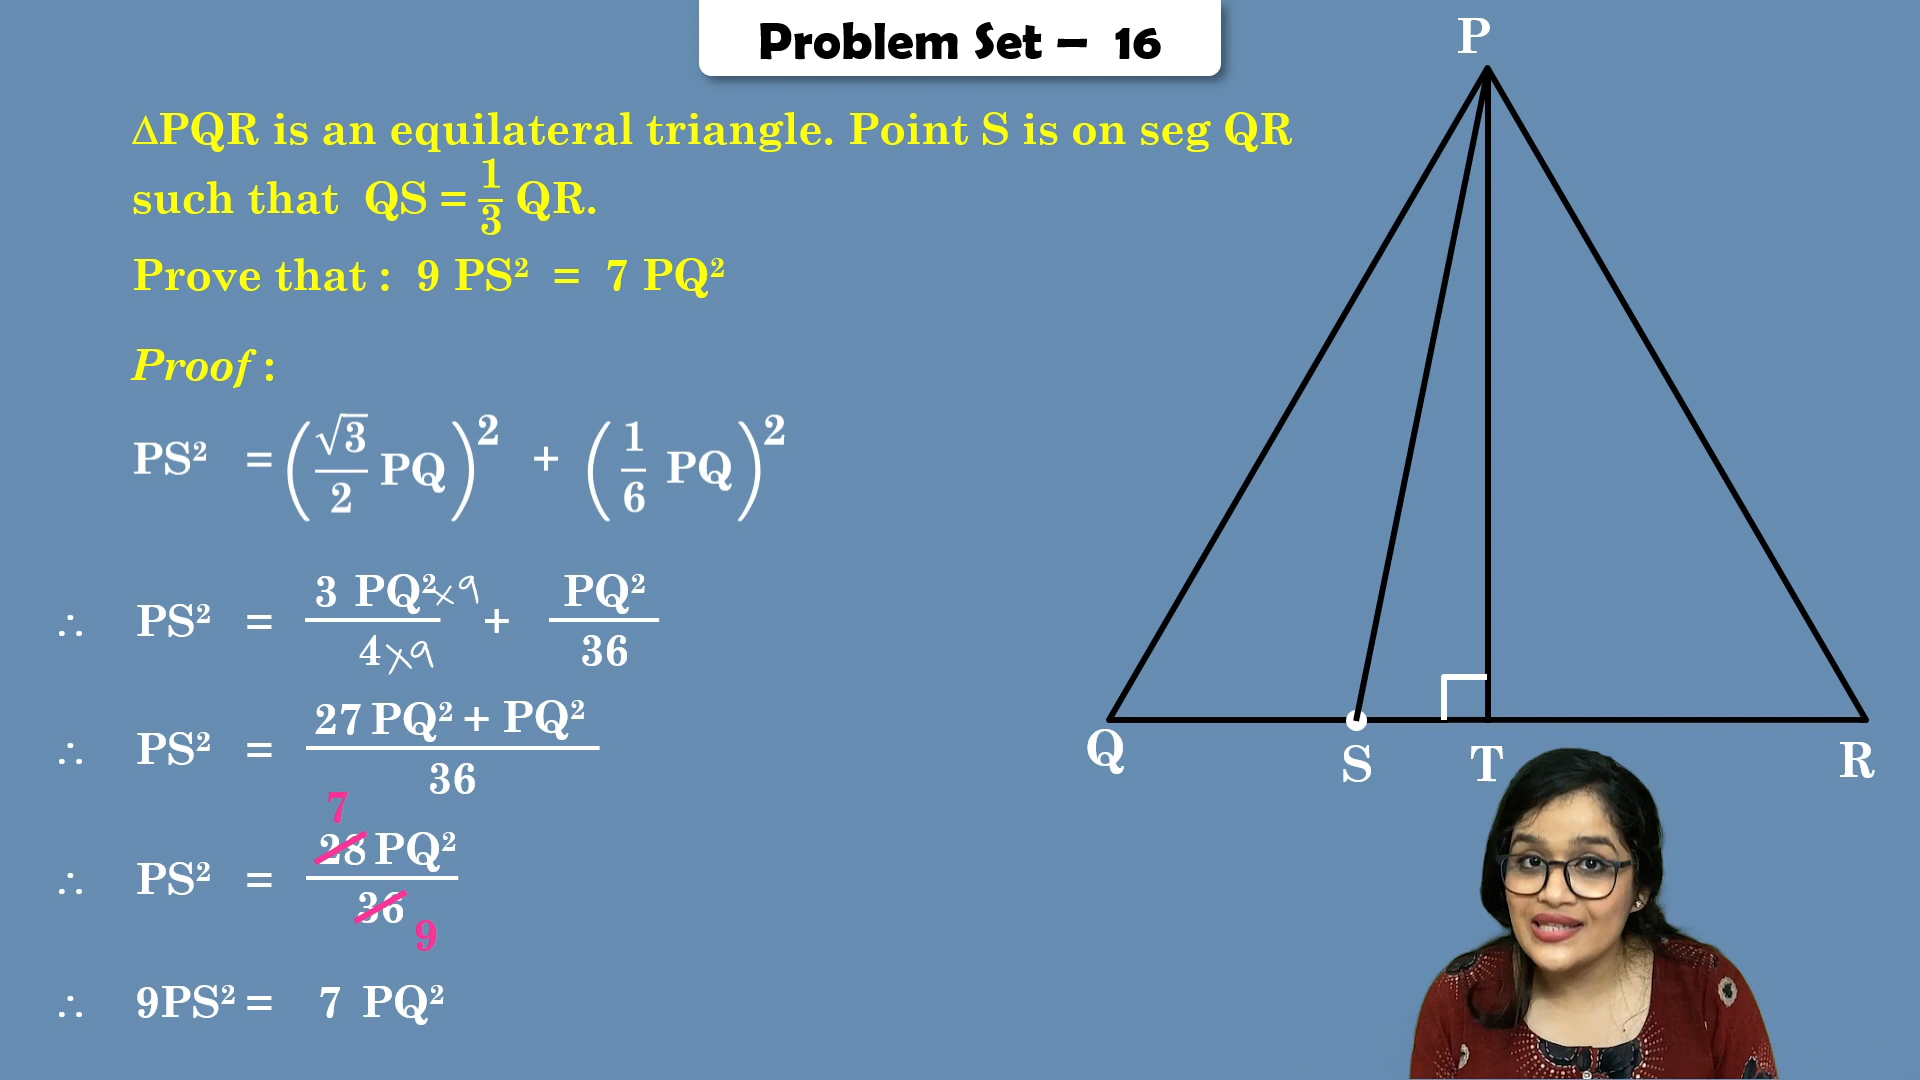 Problem Set – 16
ΔPQR is an equilateral triangle. Point S is on seg QR
such that QS = 1/3 QR.
Prove that : 9 PS² = 7 PQ²
Proof :
PS² = (√3/2 PQ)² + (1/6 PQ)²
∴ PS² = 3 PQ² ×9 / 4 ×9 + PQ² / 36
∴ PS² = 27 PQ² + PQ² / 36
7
∴ PS² = 28 PQ² / 36
9
∴ 9PS² = 7 PQ²
P
Q S T R